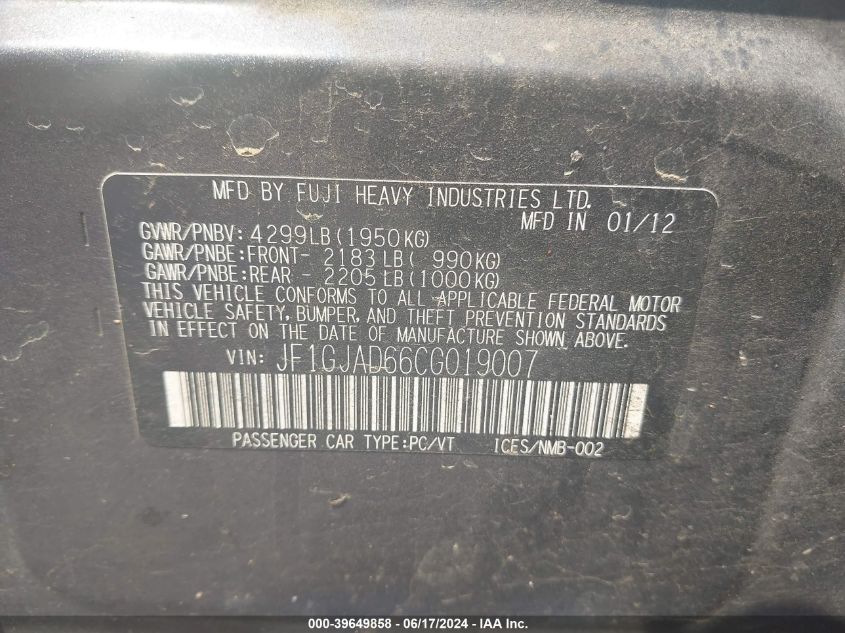 MFD BY FUJI HEAVY INDUSTRIES LTD.
MFD IN 01/12
GVWR/PNBV: 4299LB(1950KG)
GAWR/PNBE:FRONT- 2183LB( 990KG)
GAWR/PNBE:REAR - 2205LB(1000KG)
THIS VEHICLE CONFORMS TO ALL APPLICABLE FEDERAL MOTOR
VEHICLE SAFETY, BUMPER, AND THEFT PREVENTION STANDARDS
IN EFFECT ON THE DATE OF MANUFACTURE SHOWN ABOVE.
VIN: JF1GJAD66CG019007
PASSENGER CAR TYPE:PC/VT ICES/NMB-002
000-39649858 - 06/17/2024 - IAA Inc.